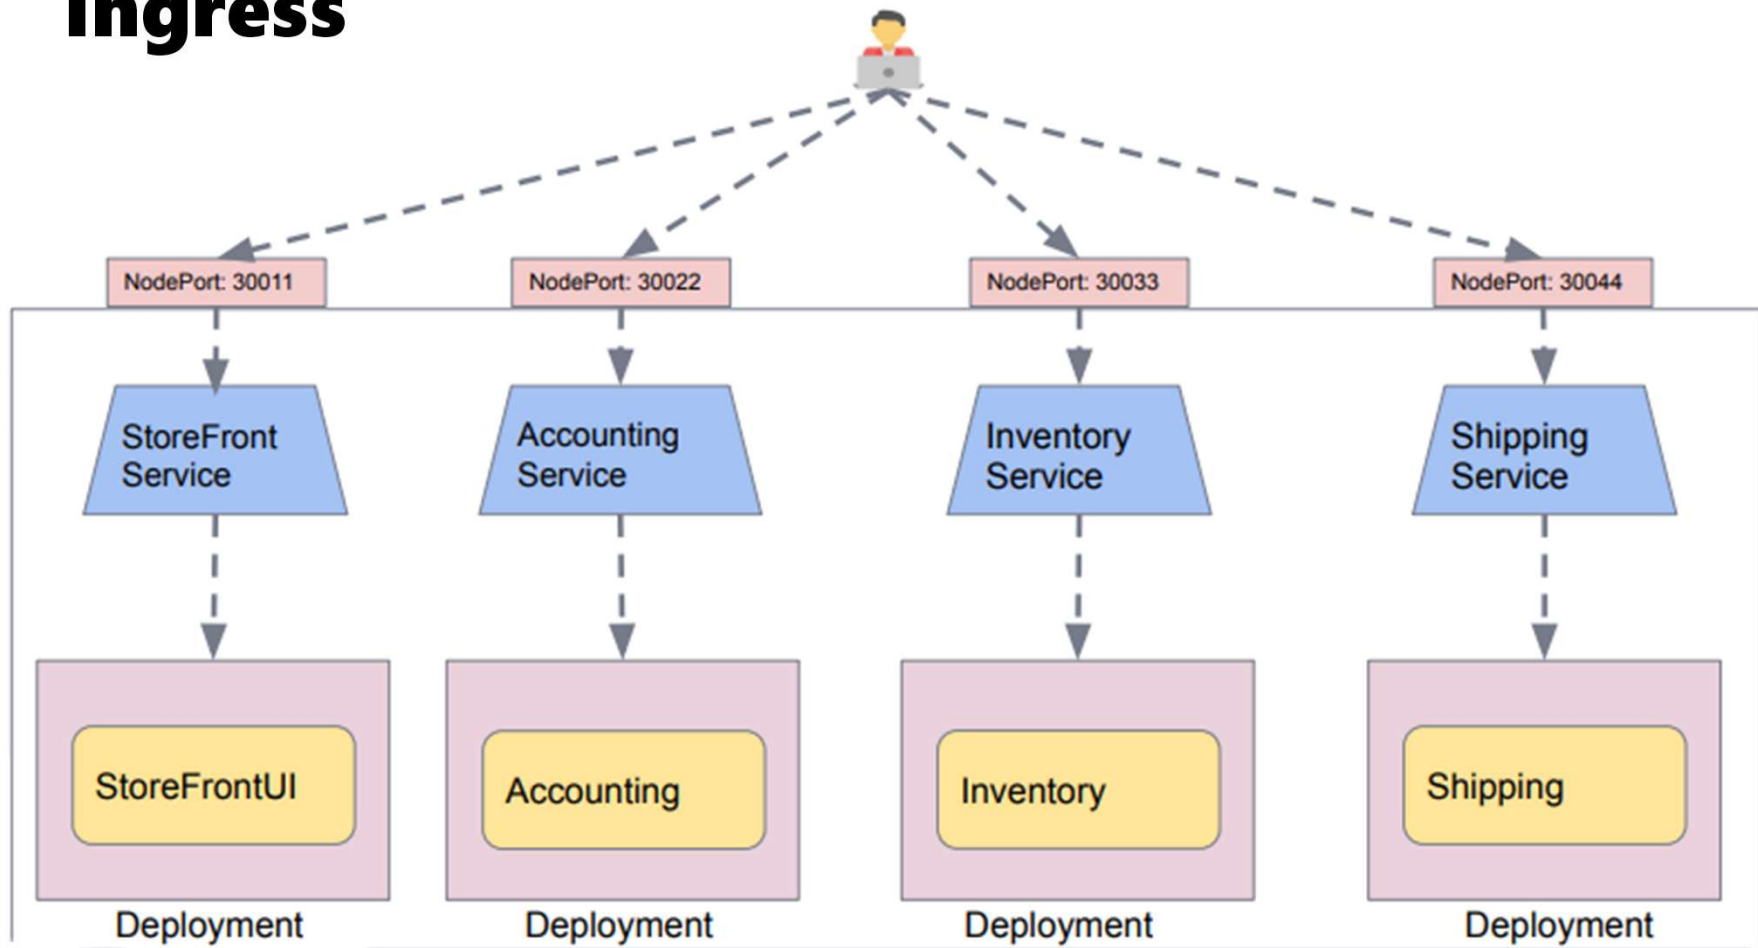 Ingress
NodePort: 30011
NodePort: 30022
NodePort: 30033
NodePort: 30044
StoreFront
Service
Accounting
Service
Inventory
Service
Shipping
Service
StoreFrontUI
Accounting
Inventory
Shipping
Deployment
Deployment
Deployment
Deployment